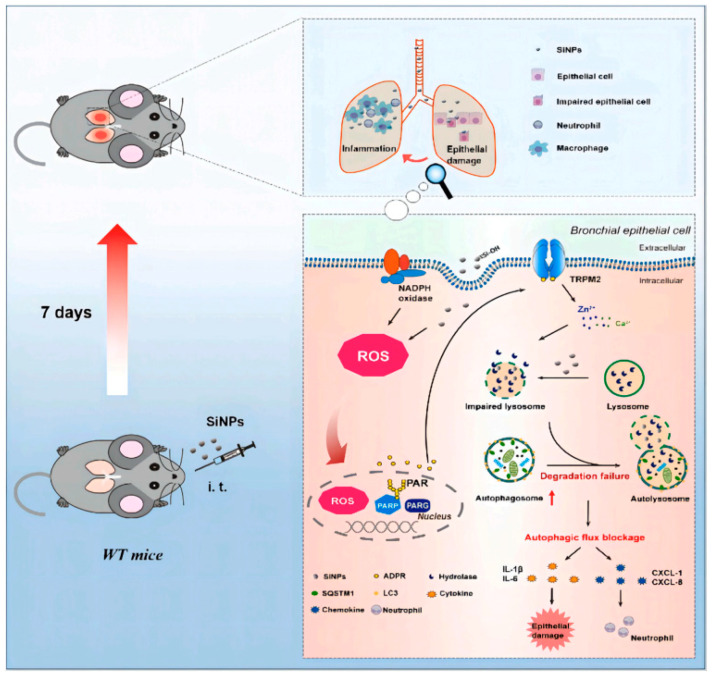 SiNPs
Epithelial cell
Impaired epithelial cell
Neutrophil
Macrophage
Inflammation
Epithelial
damage
7 days
SiNPs
i. t.
WT mice
Bronchial epithelial cell
Extracellular
Intracellular
Si-OH
NADPH
oxidase
TRPM2
Zn²⁺
Ca²⁺
ROS
Impaired lysosome
Lysosome
PAR
ROS
PARP
PARG
Nucleus
Autophagosome
Degradation failure
Autolysosome
Autophagic flux blockage
IL-1β
IL-6
CXCL-1
CXCL-8
SiNPs
ADPR
Hydrolase
SQSTM1
LC3
Cytokine
Chemokine
Neutrophil
Epithelial
damage
Neutrophil